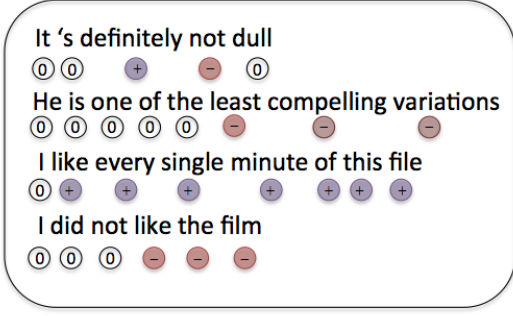 It 's definitely not dull
0 0 + – 0
He is one of the least compelling variations
0 0 0 0 0 – – –
I like every single minute of this file
0 + + + + + + +
I did not like the film
0 0 0 – – –